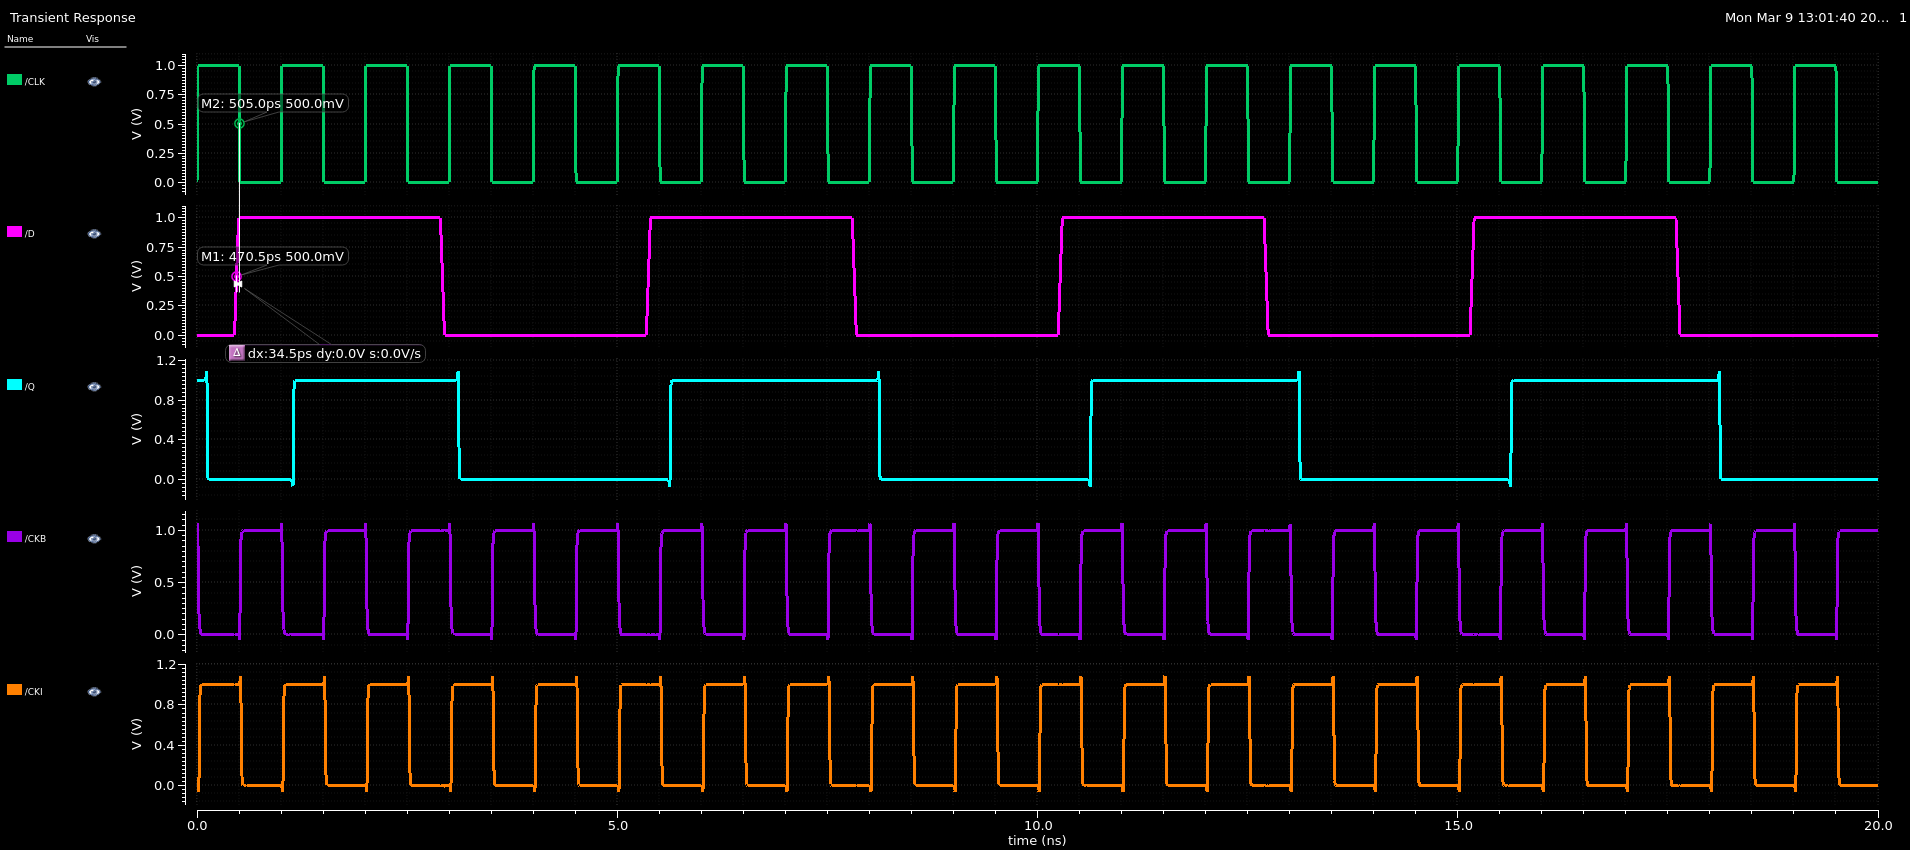 Transient Response
Mon Mar 9 13:01:40 20... 1
Name Vis
/CLK
1.0
0.75
0.5
0.25
0.0
V (V)
M2: 505.0ps 500.0mV
/D
1.0
0.75
0.5
0.25
0.0
V (V)
M1: 470.5ps 500.0mV
Δ dx:34.5ps dy:0.0V s:0.0V/s
/Q
1.2
0.8
0.4
0.0
V (V)
/CKB
1.0
0.5
0.0
V (V)
/CKI
1.2
0.8
0.4
0.0
V (V)
0.0 5.0 10.0 15.0 20.0
time (ns)